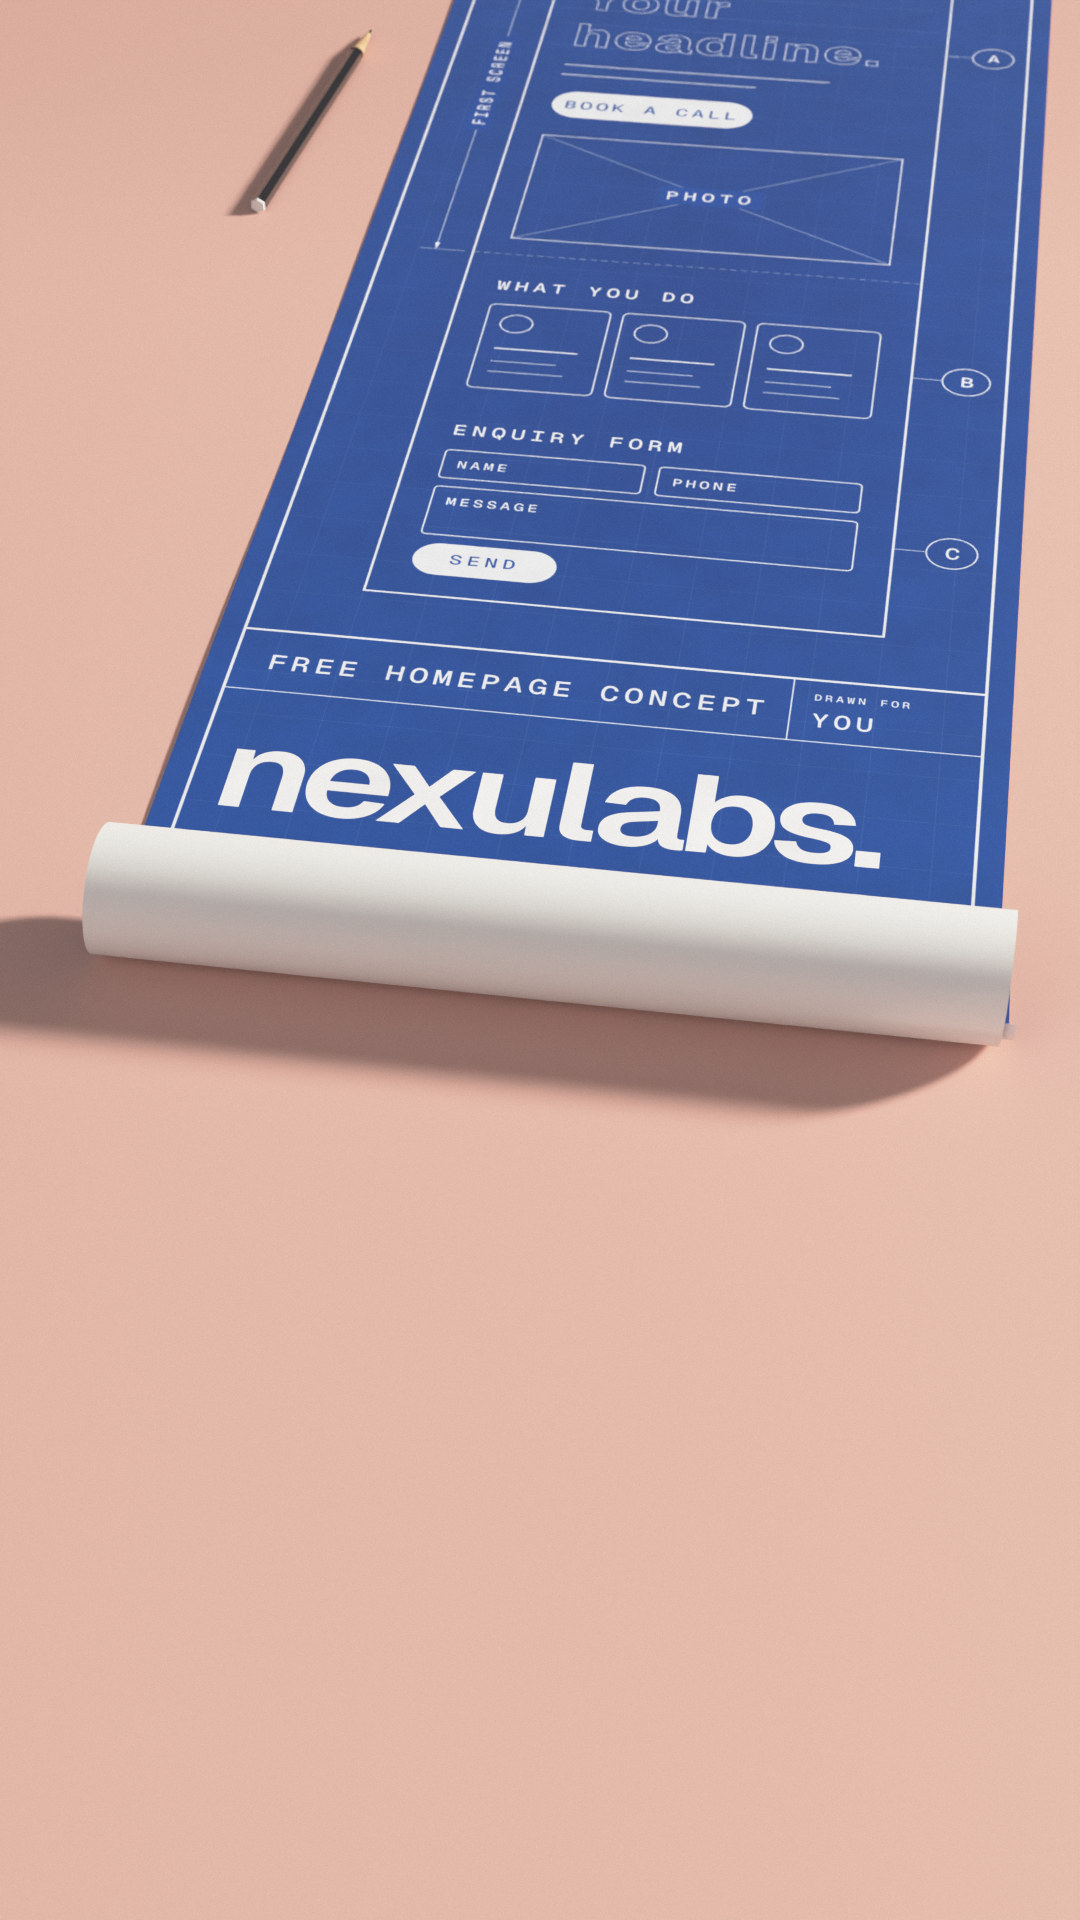 Your
headline.
FIRST SCREEN
BOOK A CALL
PHOTO
A
WHAT YOU DO
B
ENQUIRY FORM
NAME
PHONE
MESSAGE
SEND
C
FREE HOMEPAGE CONCEPT
DRAWN FOR
YOU
nexulabs.